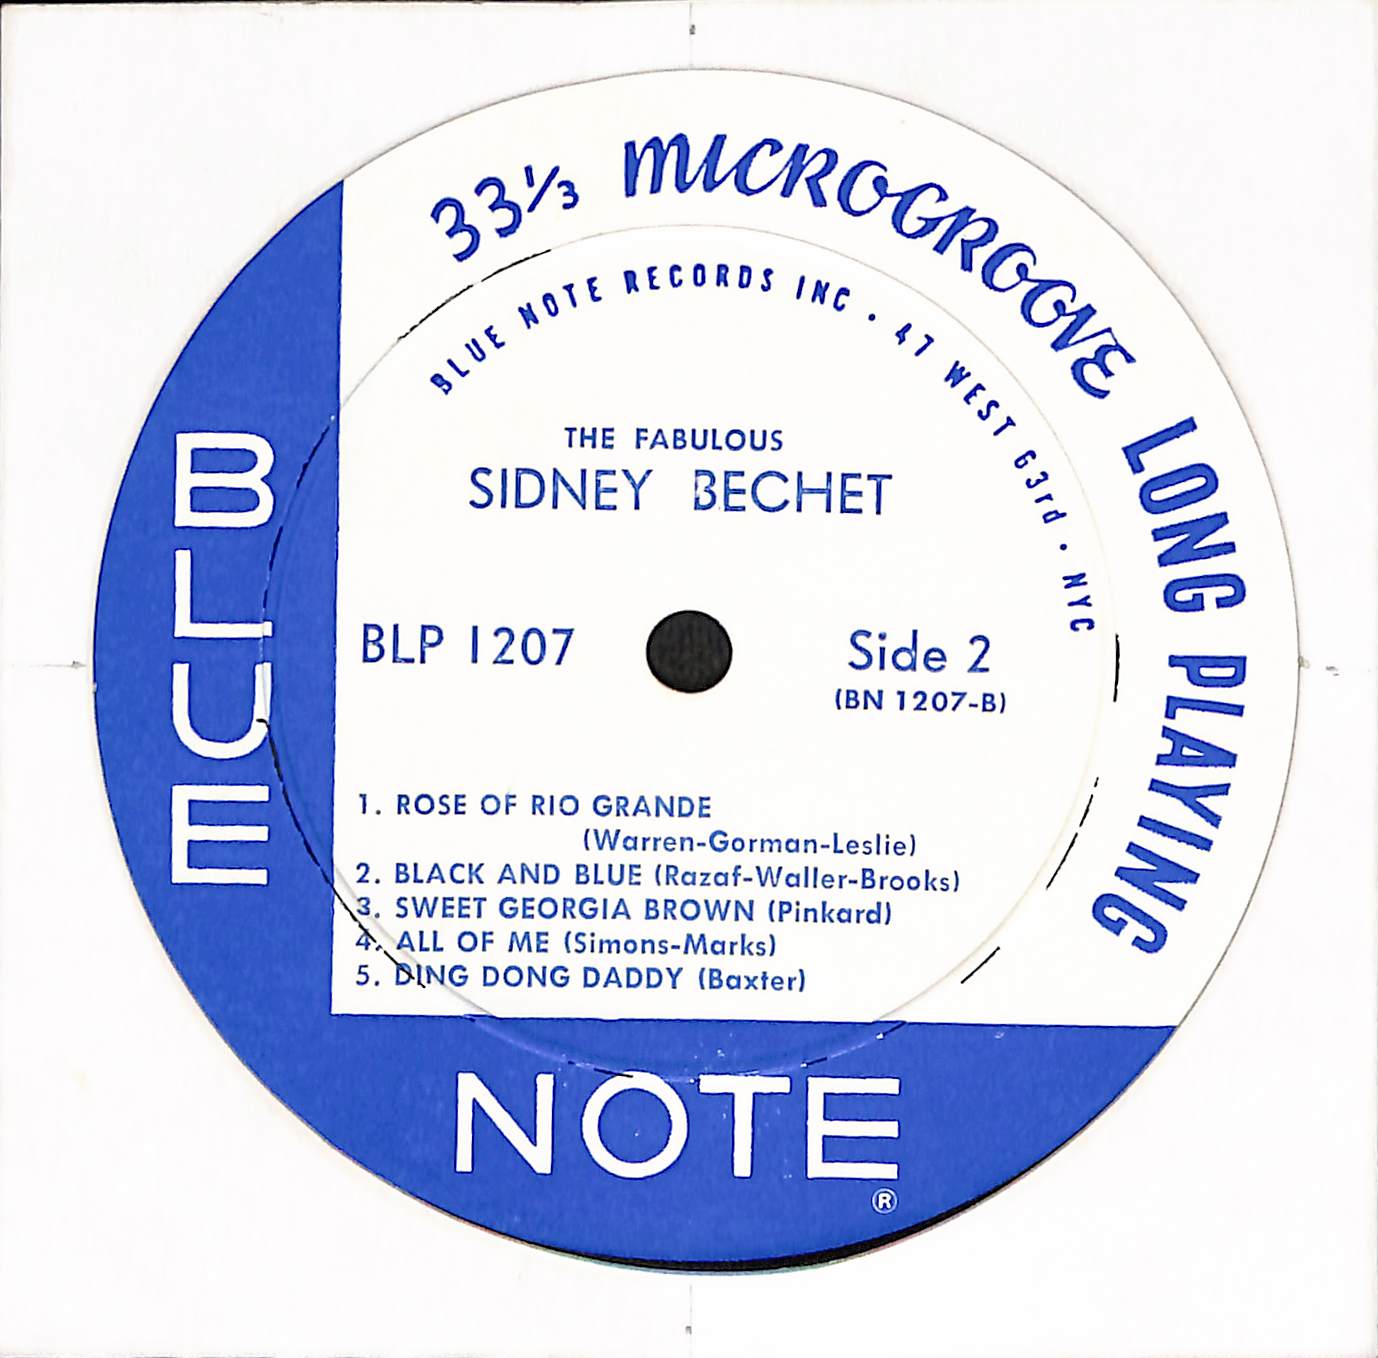 33⅓ MICROGROOVE LONG PLAYING
BLUE NOTE RECORDS INC · 47 WEST 63rd · NYC
THE FABULOUS
SIDNEY BECHET
BLP 1207
Side 2
(BN 1207-B)
1. ROSE OF RIO GRANDE
(Warren-Gorman-Leslie)
2. BLACK AND BLUE (Razaf-Waller-Brooks)
3. SWEET GEORGIA BROWN (Pinkard)
4. ALL OF ME (Simons-Marks)
5. DING DONG DADDY (Baxter)
BLUE
NOTE
®